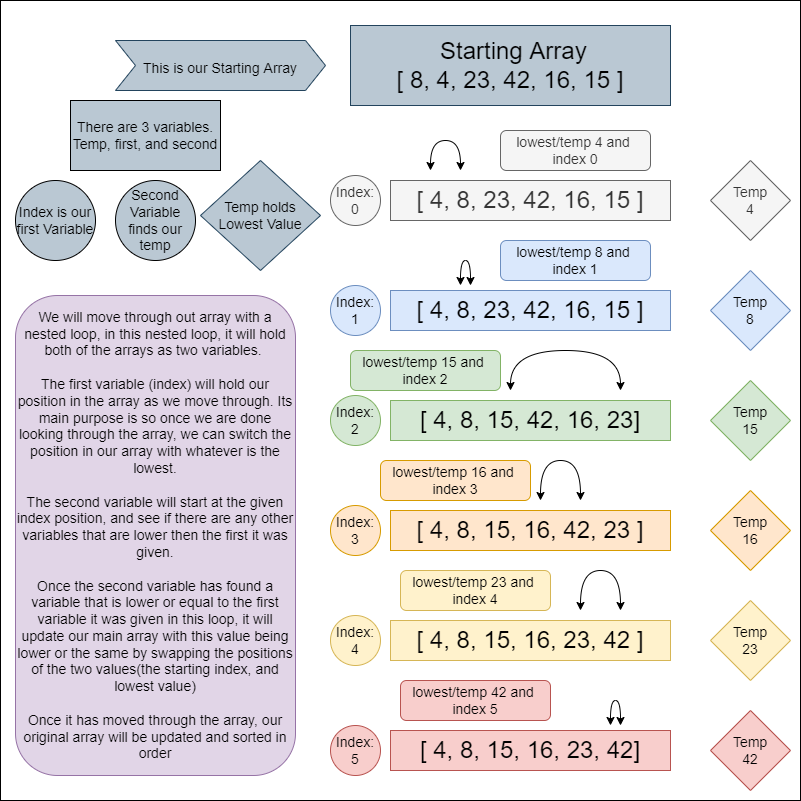 This is our Starting Array
Starting Array
[ 8, 4, 23, 42, 16, 15 ]
There are 3 variables.
Temp, first, and second
Index is our
first Variable
Second
Variable
finds our
temp
Temp holds
Lowest Value
We will move through out array with a
nested loop, in this nested loop, it will hold
both of the arrays as two variables.
The first variable (index) will hold our
position in the array as we move through. Its
main purpose is so once we are done
looking through the array, we can switch the
position in our array with whatever is the
lowest.
The second variable will start at the given
index position, and see if there are any other
variables that are lower then the first it was
given.
Once the second variable has found a
variable that is lower or equal to the first
variable it was given in this loop, it will
update our main array with this value being
lower or the same by swapping the positions
of the two values(the starting index, and
lowest value)
Once it has moved through the array, our
original array will be updated and sorted in
order
lowest/temp 4 and
index 0
Index:
0
[ 4, 8, 23, 42, 16, 15 ]
Temp
4
lowest/temp 8 and
index 1
Index:
1
[ 4, 8, 23, 42, 16, 15 ]
Temp
8
lowest/temp 15 and
index 2
Index:
2
[ 4, 8, 15, 42, 16, 23]
Temp
15
lowest/temp 16 and
index 3
Index:
3
[ 4, 8, 15, 16, 42, 23 ]
Temp
16
lowest/temp 23 and
index 4
Index:
4
[ 4, 8, 15, 16, 23, 42 ]
Temp
23
lowest/temp 42 and
index 5
Index:
5
[ 4, 8, 15, 16, 23, 42]
Temp
42